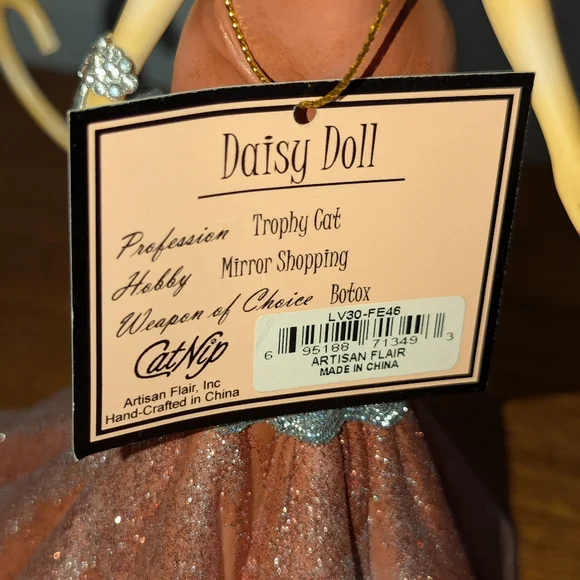 Daisy Doll
Profession Trophy Cat
Hobby Mirror Shopping
Weapon of Choice Botox
CatNip
Artisan Flair, Inc
Hand-Crafted in China
LV30-FE46
6 95188 71349 3
ARTISAN FLAIR
MADE IN CHINA